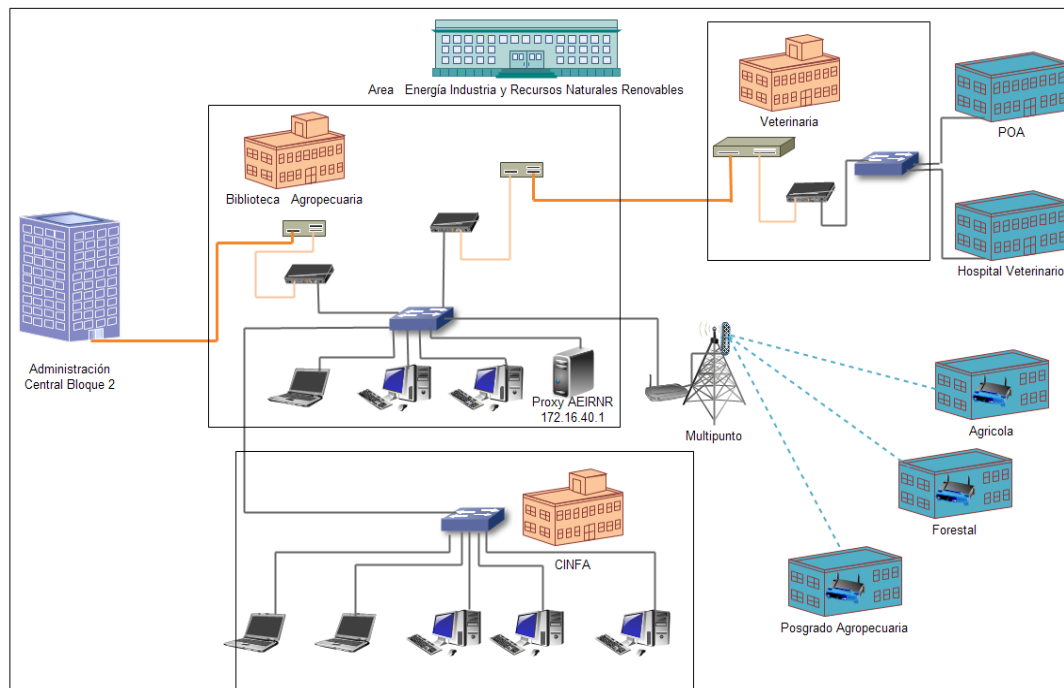 Area Energía Industria y Recursos Naturales Renovables
Veterinaria
POA
Biblioteca Agropecuaria
Hospital Veterinario
Administración
Central Bloque 2
Proxy AEIRNR
172.16.40.1
Multipunto
Agricola
Forestal
CINFA
Posgrado Agropecuaria